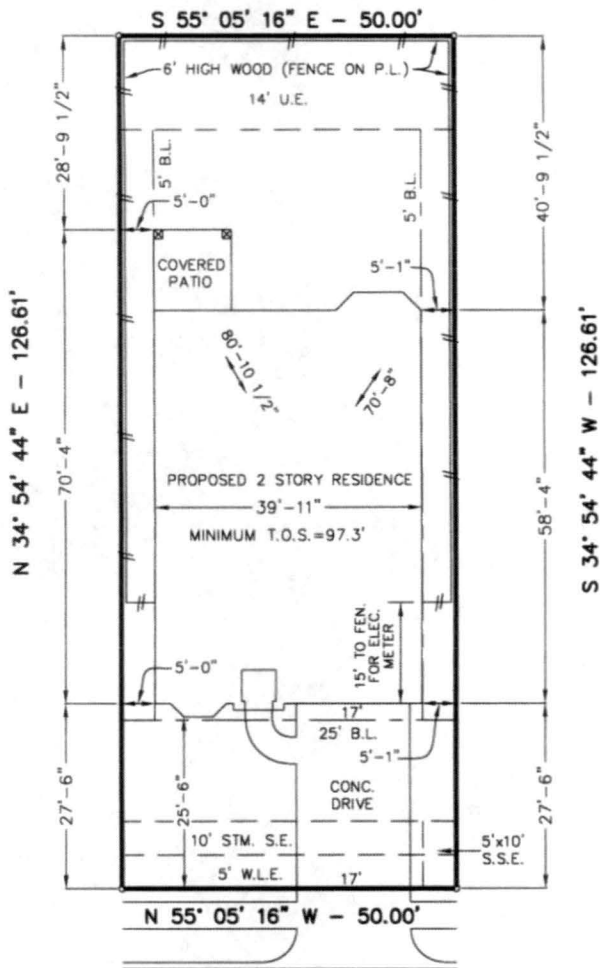 S 55° 05' 16" E - 50.00'
6' HIGH WOOD (FENCE ON P.L.)
14' U.E.
28'-9 1/2"
40'-9 1/2"
5' B.L.
5' B.L.
5'-0"
COVERED
PATIO
5'-1"
N 34° 54' 44" E - 126.61'
S 34° 54' 44" W - 126.61'
80'-10 1/2"
70'-8"
70'-4"
58'-4"
PROPOSED 2 STORY RESIDENCE
39'-11"
MINIMUM T.O.S.=97.3'
15' TO FEN.
FOR ELEC.
METER
5'-0"
17'
25' B.L.
5'-1"
27'-6"
25'-6"
27'-6"
CONC.
DRIVE
10' STM. S.E.
5'x10'
S.S.E.
5' W.L.E.
17'
N 55° 05' 16" W - 50.00'